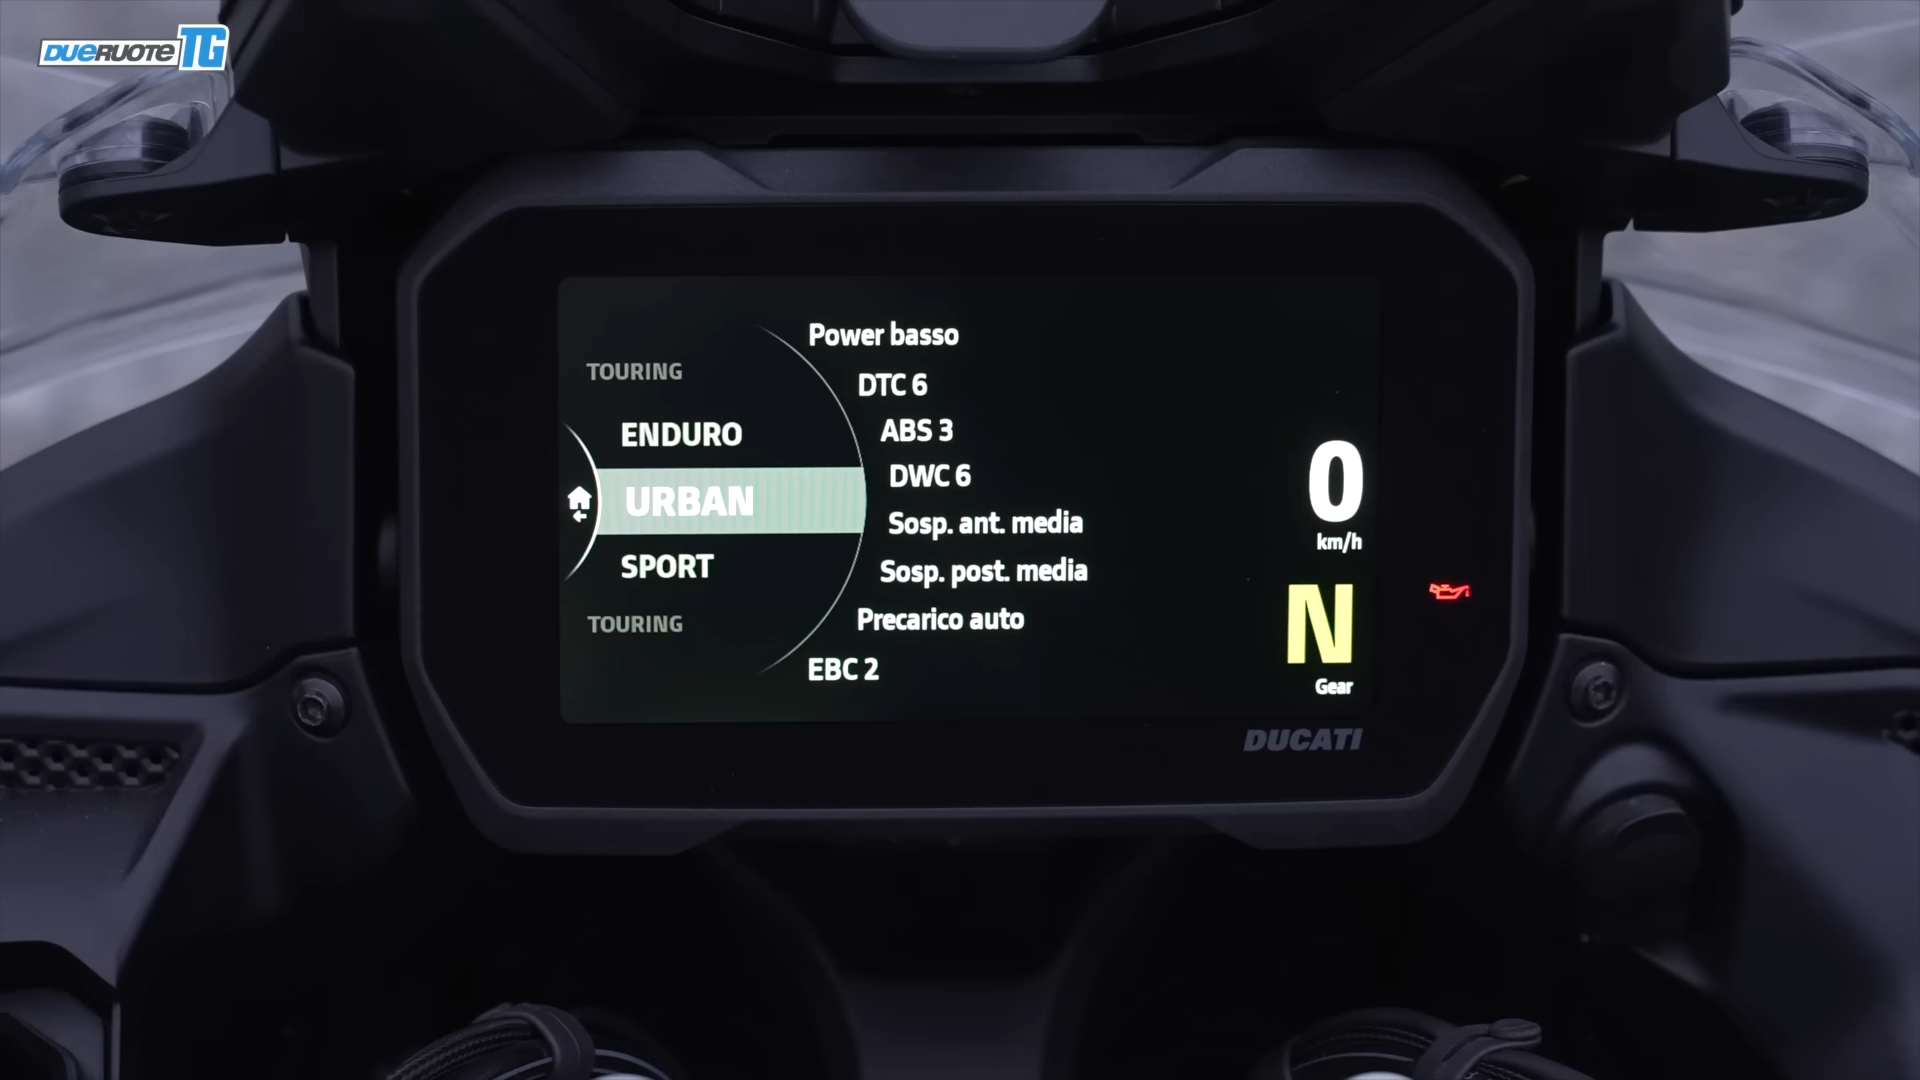 DUERUOTE TG
TOURING
ENDURO
URBAN
SPORT
TOURING
Power basso
DTC 6
ABS 3
DWC 6
Sosp. ant. media
Sosp. post. media
Precarico auto
EBC 2
0
km/h
N
Gear
DUCATI